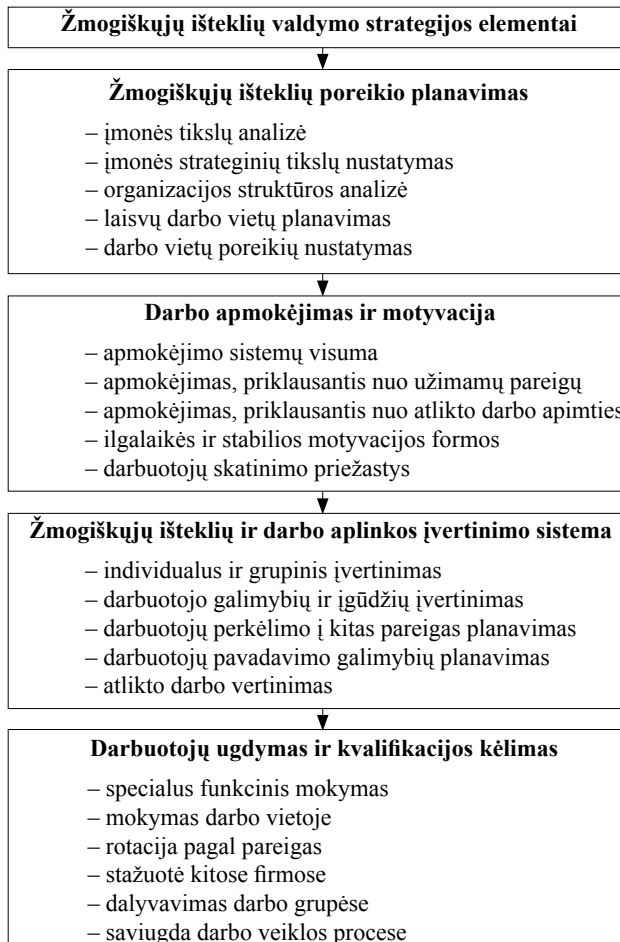 Žmogiškųjų išteklių valdymo strategijos elementai
Žmogiškųjų išteklių poreikio planavimas
– įmonės tikslų analizė
– įmonės strateginių tikslų nustatymas
– organizacijos struktūros analizė
– laisvų darbo vietų planavimas
– darbo vietų poreikių nustatymas
Darbo apmokėjimas ir motyvacija
– apmokėjimo sistemų visuma
– apmokėjimas, priklausantis nuo užimamų pareigų
– apmokėjimas, priklausantis nuo atlikto darbo apimties
– ilgalaikės ir stabilios motyvacijos formos
– darbuotojų skatinimo priežastys
Žmogiškųjų išteklių ir darbo aplinkos įvertinimo sistema
– individualus ir grupinis įvertinimas
– darbuotojo galimybių ir įgūdžių įvertinimas
– darbuotojų perkėlimo į kitas pareigas planavimas
– darbuotojų pavadavimo galimybių planavimas
– atlikto darbo vertinimas
Darbuotojų ugdymas ir kvalifikacijos kėlimas
– specialus funkcinis mokymas
– mokymas darbo vietoje
– rotacija pagal pareigas
– stažuotė kitose firmose
– dalyvavimas darbo grupėse
– saviugda darbo veiklos procese